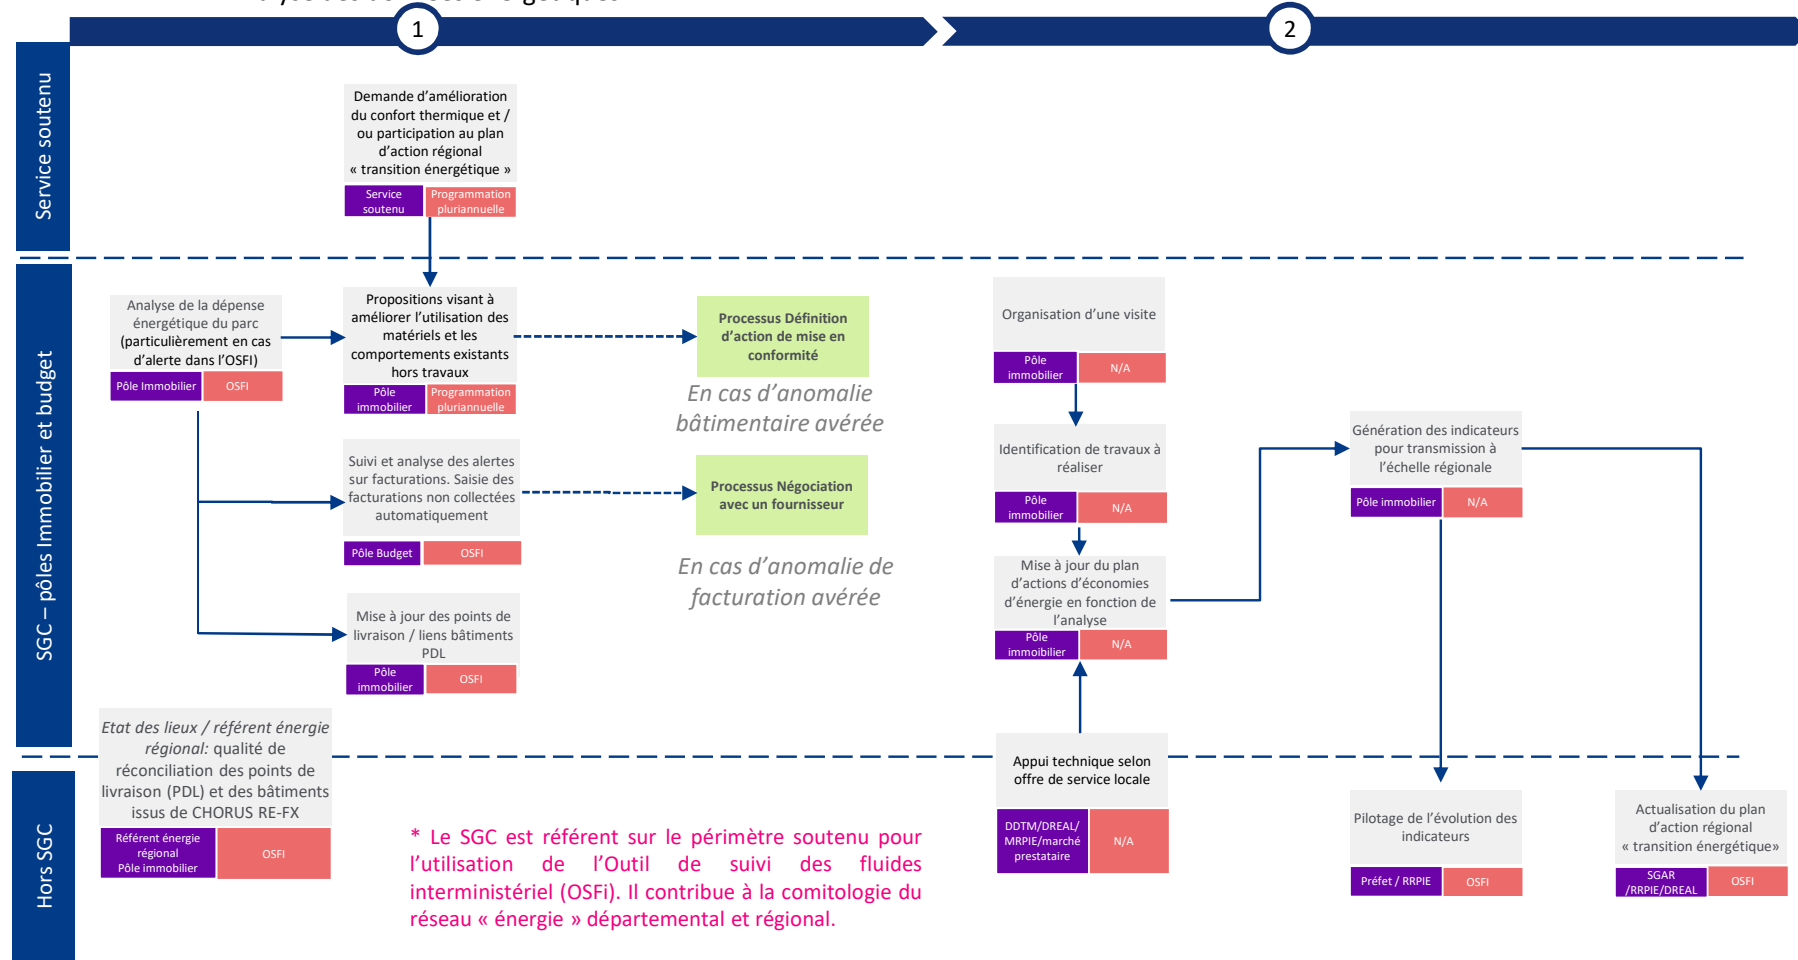 1
2
Service soutenu
Demande d'amélioration
du confort thermique et /
ou participation au plan
d'action régional
« transition énergétique »
Service
soutenu
Programmation
pluriannuelle
SGC – pôles Immobilier et budget
Analyse de la dépense
énergétique du parc
(particulièrement en cas
d'alerte dans l'OSFI)
Pôle Immobilier
OSFI
Propositions visant à
améliorer l'utilisation des
matériels et les
comportements existants
hors travaux
Pôle
immobilier
Programmation
pluriannuelle
Processus Définition
d'action de mise en
conformité
En cas d'anomalie
bâtimentaire avérée
Suivi et analyse des alertes
sur facturations. Saisie des
facturations non collectées
automatiquement
Pôle Budget
OSFI
Processus Négociation
avec un fournisseur
En cas d'anomalie de
facturation avérée
Mise à jour des points de
livraison / liens bâtiments
PDL
Pôle
immobilier
OSFI
Organisation d'une visite
Pôle
immobilier
N/A
Identification de travaux à
réaliser
Pôle
immobilier
N/A
Mise à jour du plan
d'actions d'économies
d'énergie en fonction de
l'analyse
Pôle
immoibilier
N/A
Génération des indicateurs
pour transmission à
l'échelle régionale
Pôle immobilier
N/A
Hors SGC
Etat des lieux / référent énergie
régional: qualité de
réconciliation des points de
livraison (PDL) et des bâtiments
issus de CHORUS RE-FX
Référent énergie
régional
Pôle immobilier
OSFI
* Le SGC est référent sur le périmètre soutenu pour
l'utilisation de l'Outil de suivi des fluides
interministériel (OSFi). Il contribue à la comitologie du
réseau « énergie » départemental et régional.
Appui technique selon
offre de service locale
DDTM/DREAL/
MRPIE/marché
prestataire
N/A
Pilotage de l'évolution des
indicateurs
Préfet / RRPIE
OSFI
Actualisation du plan
d'action régional
« transition énergétique»
SGAR
/RRPIE/DREAL
OSFI